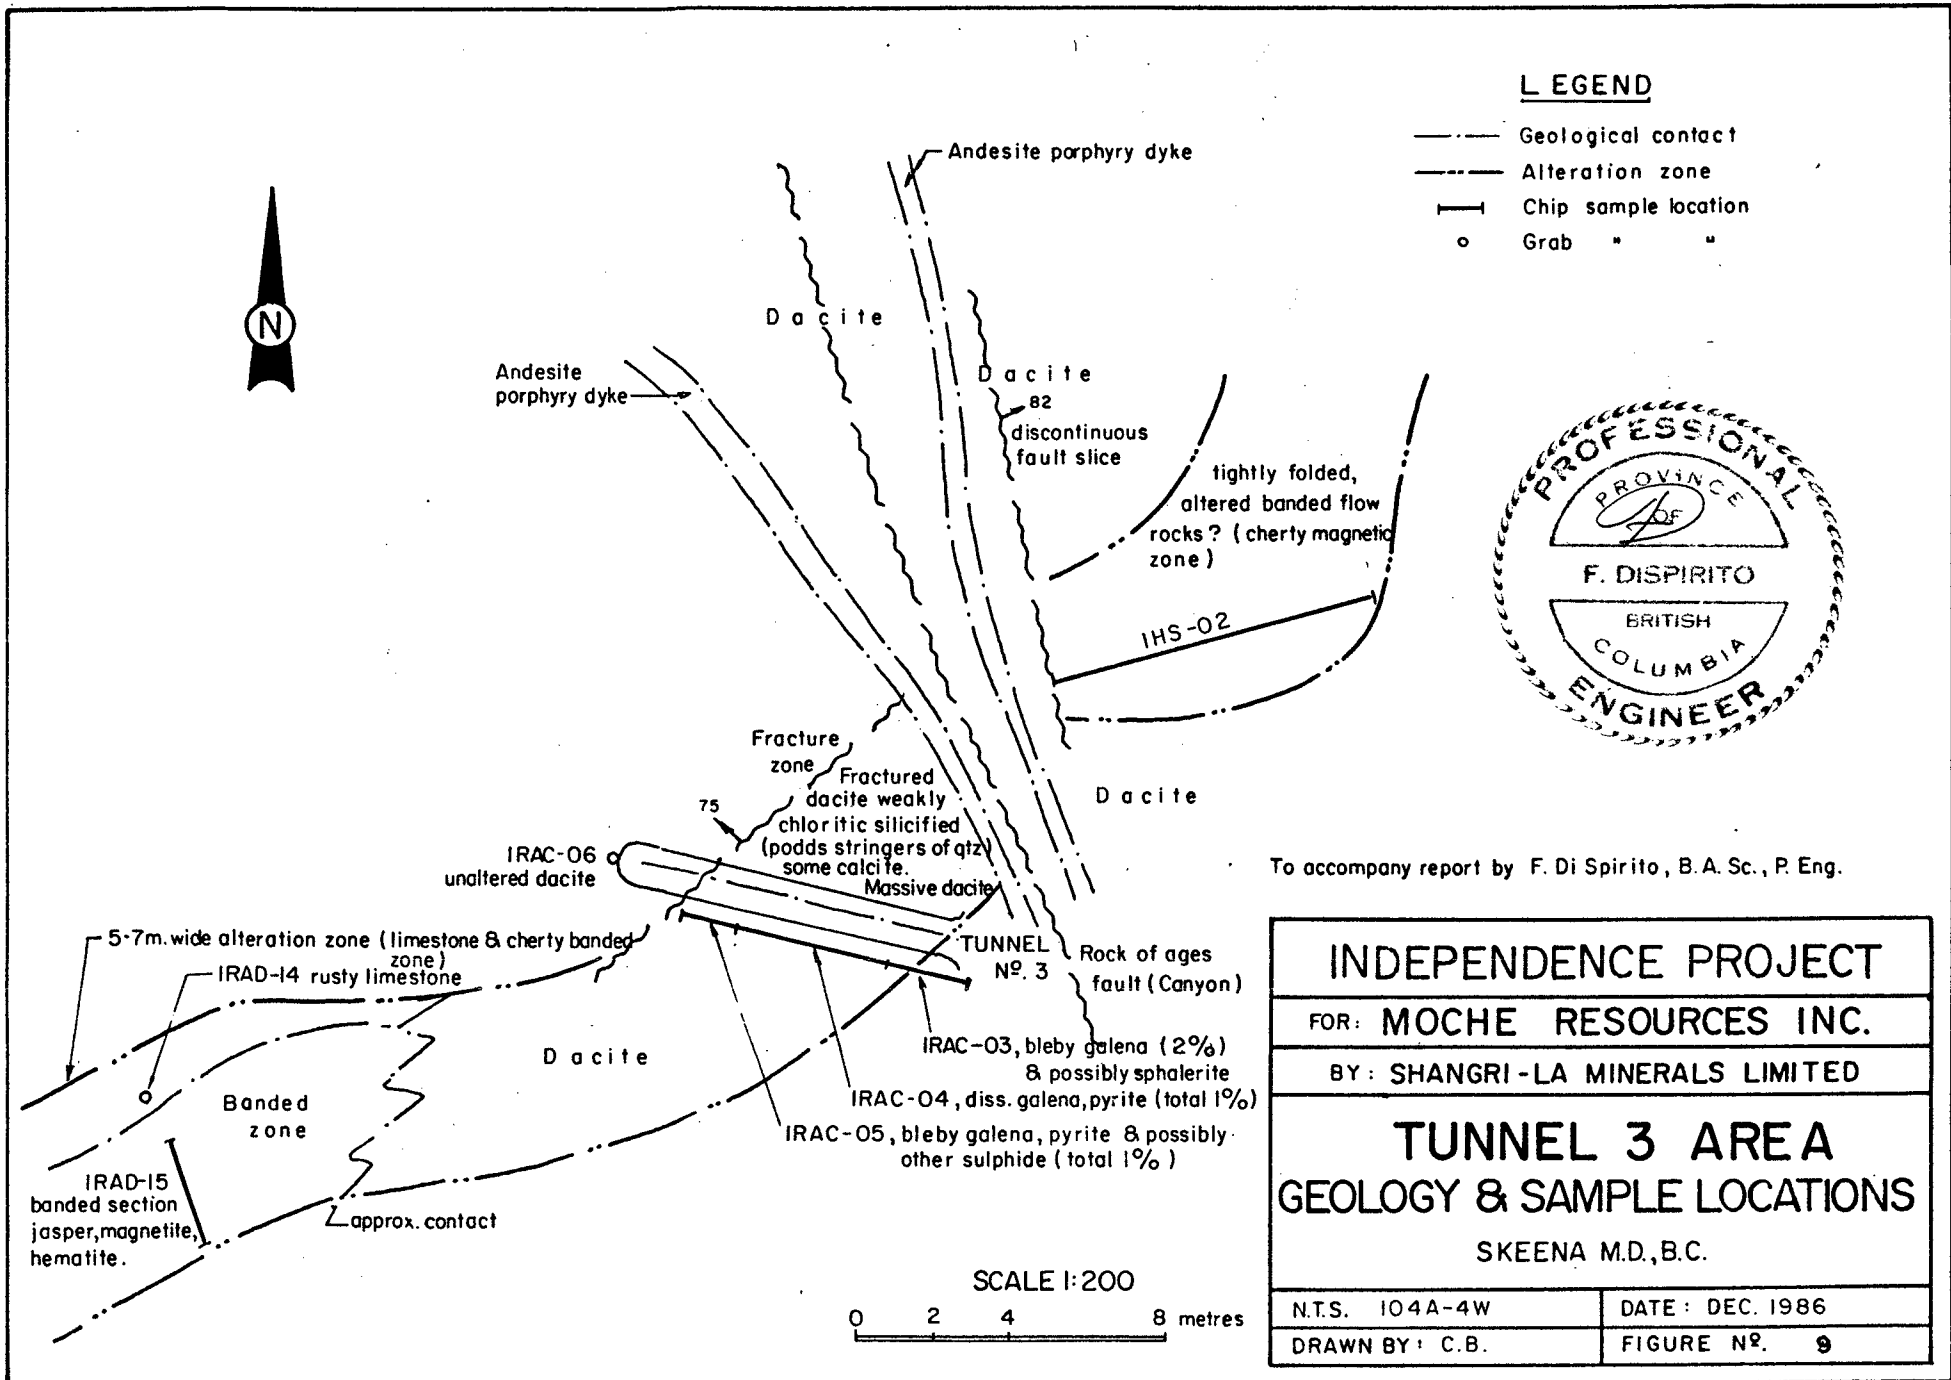 LEGEND
Geological contact
Alteration zone
Chip sample location
Grab " "
N
Andesite porphyry dyke
Dacite
Andesite
porphyry dyke
Dacite
82
discontinuous
fault slice
tightly folded,
altered banded flow
rocks? (cherty magnetic
zone)
IHS-02
PROFESSIONAL
PROVINCE
OF
F. DISPIRITO
BRITISH
COLUMBIA
ENGINEER
Fracture
zone
Fractured
dacite weakly
chloritic silicified
(podds stringers of qtz)
some calcite.
Massive dacite
75
Dacite
IRAC-06
unaltered dacite
To accompany report by F. Di Spirito, B.A. Sc., P. Eng.
5-7m. wide alteration zone (limestone & cherty banded
zone)
IRAD-14 rusty limestone
TUNNEL
Nº. 3
Rock of ages
fault (Canyon)
Dacite
IRAC-03, bleby galena (2%)
& possibly sphalerite
IRAC-04, diss. galena, pyrite (total 1%)
IRAC-05, bleby galena, pyrite & possibly
other sulphide (total 1%)
Banded
zone
IRAD-15
banded section
jasper, magnetite,
hematite.
approx. contact
SCALE 1:200
0 2 4 8 metres
INDEPENDENCE PROJECT
FOR: MOCHE RESOURCES INC.
BY: SHANGRI-LA MINERALS LIMITED
TUNNEL 3 AREA
GEOLOGY & SAMPLE LOCATIONS
SKEENA M.D., B.C.
N.T.S. 104A-4W
DATE: DEC. 1986
DRAWN BY: C.B.
FIGURE Nº. 9